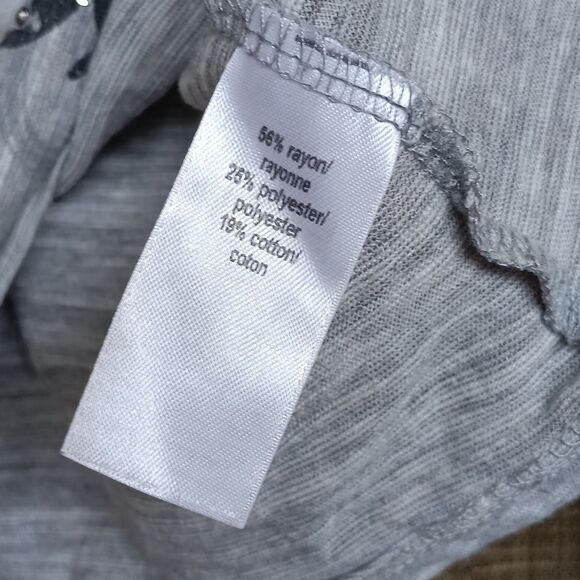 56% rayon/
rayonne
25% polyester/
polyester
19% cotton/
coton